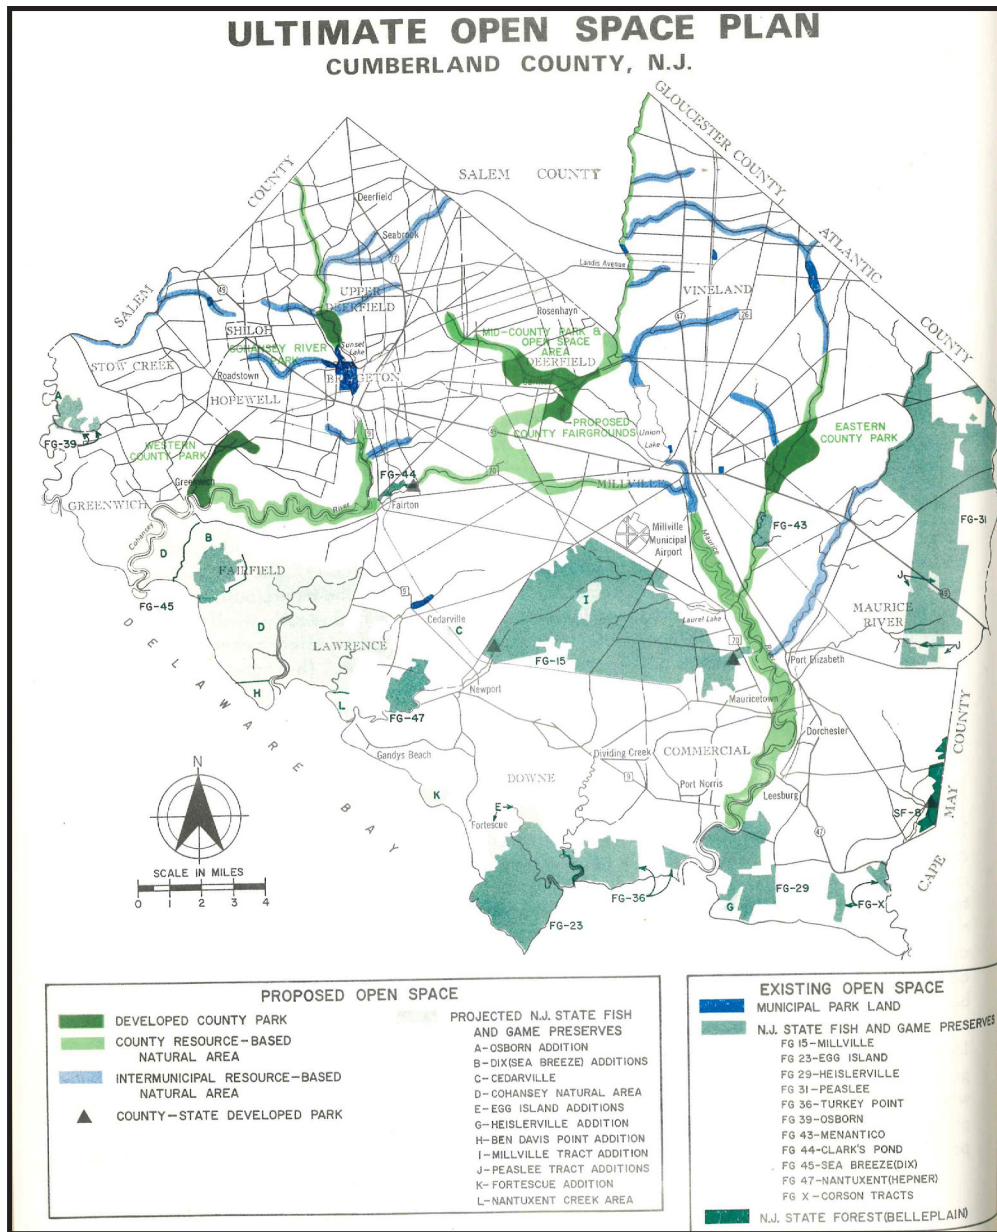 ULTIMATE OPEN SPACE PLAN
CUMBERLAND COUNTY, N.J.
GLOUCESTER COUNTY
SALEM COUNTY
COUNTY
Deerfield
Seabrook
77
ATLANTIC
Landis Avenue
SALEM
49
UPPER
DEERFIELD
VINELAND
Rosenhayn
47
26
COUNTY
SHILOH
COHANSEY RIVER
PARK
Sunset
Lake
MID-COUNTY PARK &
OPEN SPACE
AREA
DEERFIELD
STOW CREEK
Roadstown
BRIDGETON
HOPEWELL
A
FG-39
WESTERN
COUNTY PARK
PROPOSED
COUNTY FAIRGROUNDS
Union
Lake
EASTERN
COUNTY PARK
Greenwich
GREENWICH
FG-44
Fairton
River
MILLVILLE
Cohansey
Maurice
Millville
Municipal
Airport
FG-43
FG-31
D
B
FAIRFIELD
FG-45
J
49
I
MAURICE
RIVER
Cedarville
C
Laurel Lake
D
LAWRENCE
FG-15
J
Port Elizabeth
H
L
FG-47
Newport
Mauricetown
DELAWARE BAY
Gandys Beach
Dividing Creek
COMMERCIAL
Dorchester
DOWNE
9
Port Norris
Leesburg
K
N
E
Fortescue
47
SF-8
CAPE MAY COUNTY
SCALE IN MILES
0 1 2 3 4
FG-36
G
FG-29
FG-X
FG-23
PROPOSED OPEN SPACE
DEVELOPED COUNTY PARK
COUNTY RESOURCE-BASED
NATURAL AREA
INTERMUNICIPAL RESOURCE-BASED
NATURAL AREA
COUNTY-STATE DEVELOPED PARK
PROJECTED N.J. STATE FISH
AND GAME PRESERVES
A-OSBORN ADDITION
B-DIX(SEA BREEZE) ADDITIONS
C-CEDARVILLE
D-COHANSEY NATURAL AREA
E-EGG ISLAND ADDITIONS
G-HEISLERVILLE ADDITION
H-BEN DAVIS POINT ADDITION
I-MILLVILLE TRACT ADDITION
J-PEASLEE TRACT ADDITIONS
K-FORTESCUE ADDITION
L-NANTUXENT CREEK AREA
EXISTING OPEN SPACE
MUNICIPAL PARK LAND
N.J. STATE FISH AND GAME PRESERVES
FG 15-MILLVILLE
FG 23-EGG ISLAND
FG 29-HEISLERVILLE
FG 31-PEASLEE
FG 36-TURKEY POINT
FG 39-OSBORN
FG 43-MENANTICO
FG 44-CLARK'S POND
FG 45-SEA BREEZE(DIX)
FG 47-NANTUXENT(HEPNER)
FG X-CORSON TRACTS
N.J. STATE FOREST(BELLEPLAIN)